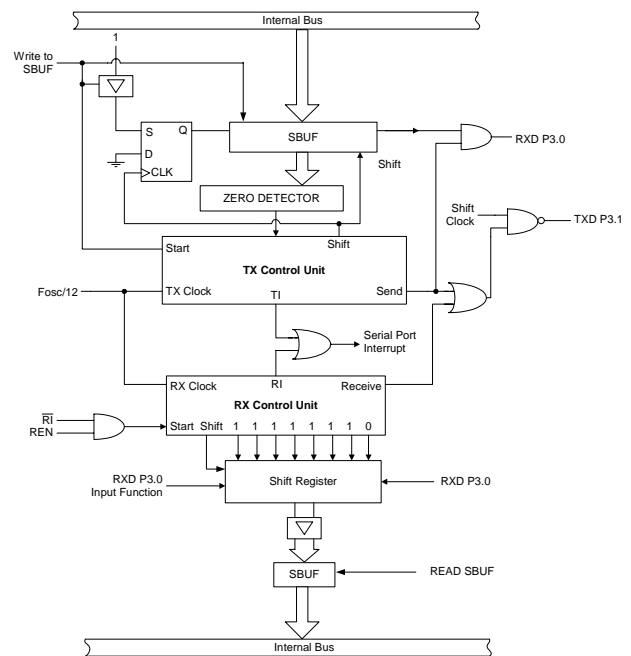 Internal Bus
1
Write to
SBUF
S
Q
D
CLK
SBUF
RXD P3.0
Shift
ZERO DETECTOR
Shift
Clock
TXD P3.1
Start
Shift
TX Control Unit
Fosc/12
TX Clock
TI
Send
Serial Port
Interrupt
RX Clock
RI
Receive
RX Control Unit
RI
REN
Start
Shift
1 1 1 1 1 1 1 0
RXD P3.0
Input Function
Shift Register
RXD P3.0
SBUF
READ SBUF
Internal Bus